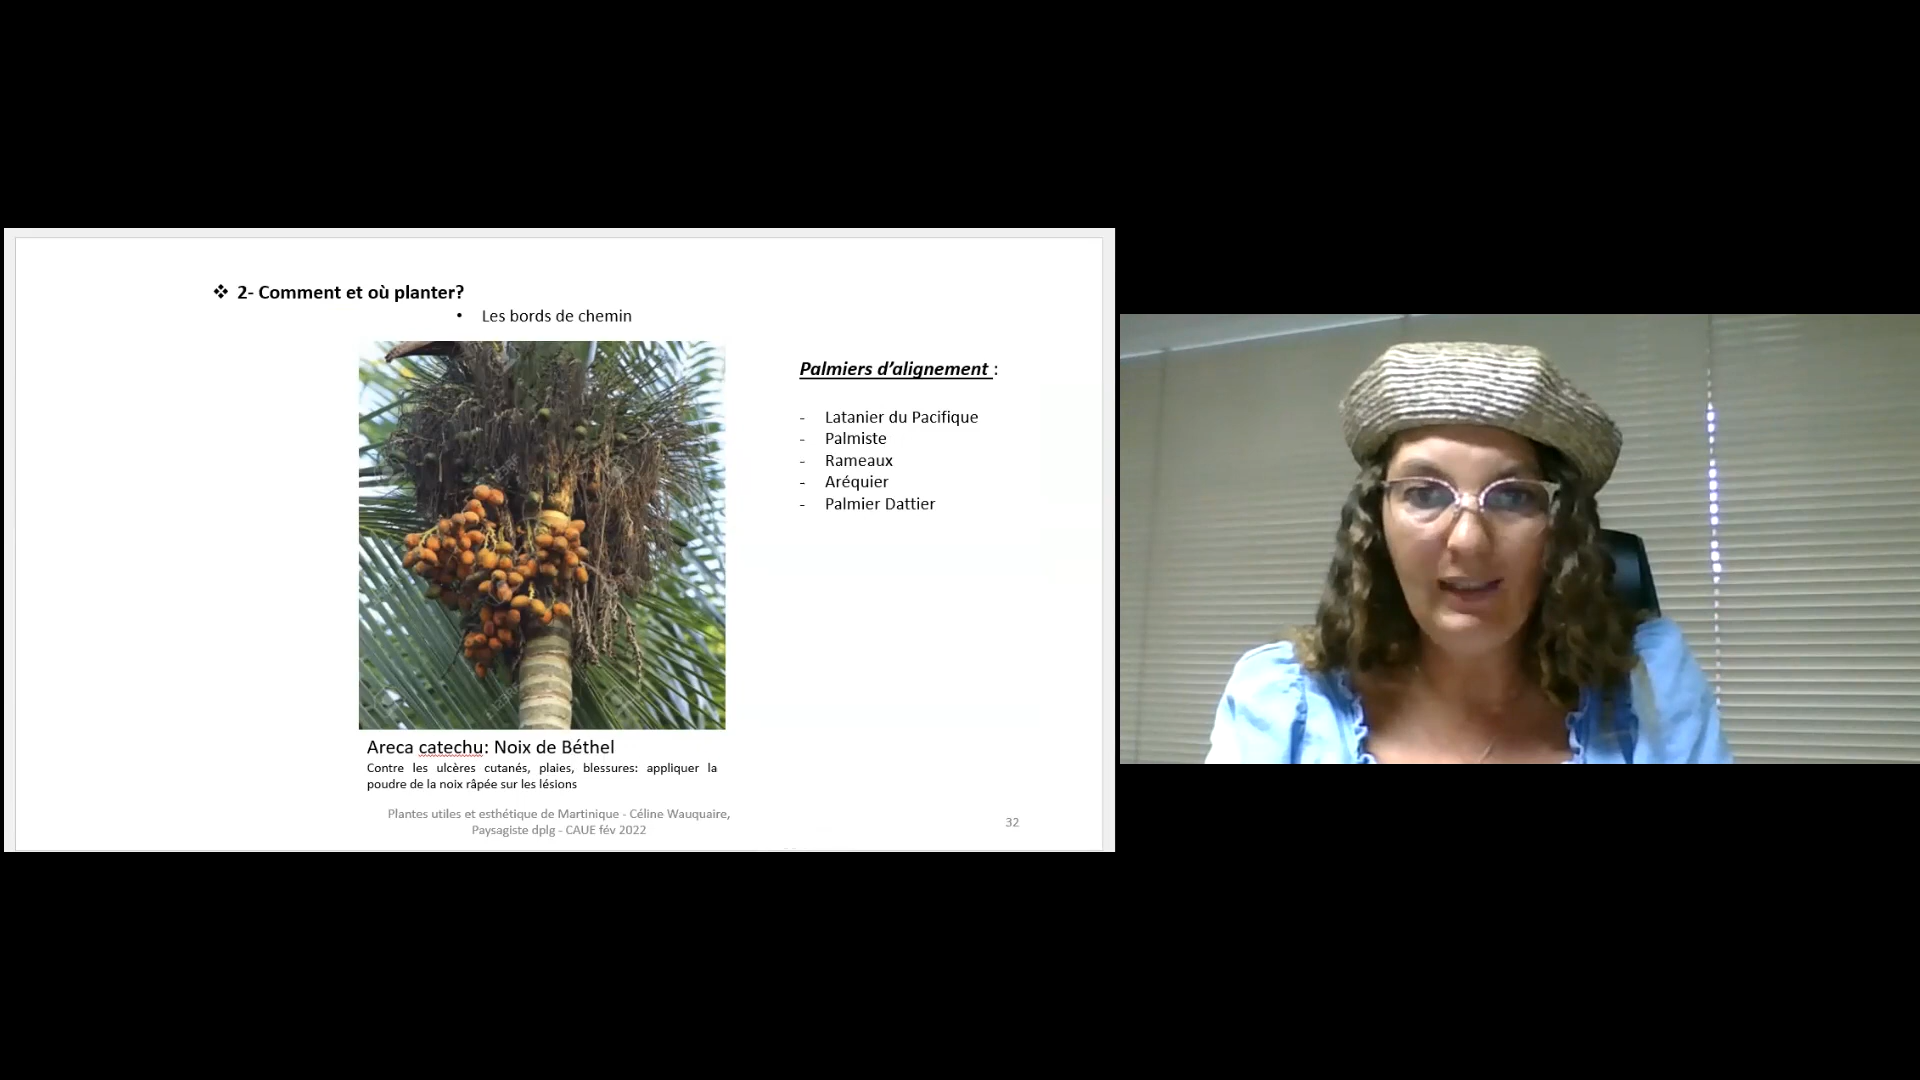 ❖ 2- Comment et où planter?
• Les bords de chemin
Palmiers d’alignement :
- Latanier du Pacifique
- Palmiste
- Rameaux
- Aréquier
- Palmier Dattier
Areca catechu: Noix de Béthel
Contre les ulcères cutanés, plaies, blessures: appliquer la
poudre de la noix râpée sur les lésions
Plantes utiles et esthétique de Martinique - Céline Wauquaire,
Paysagiste dplg - CAUE fév 2022
32